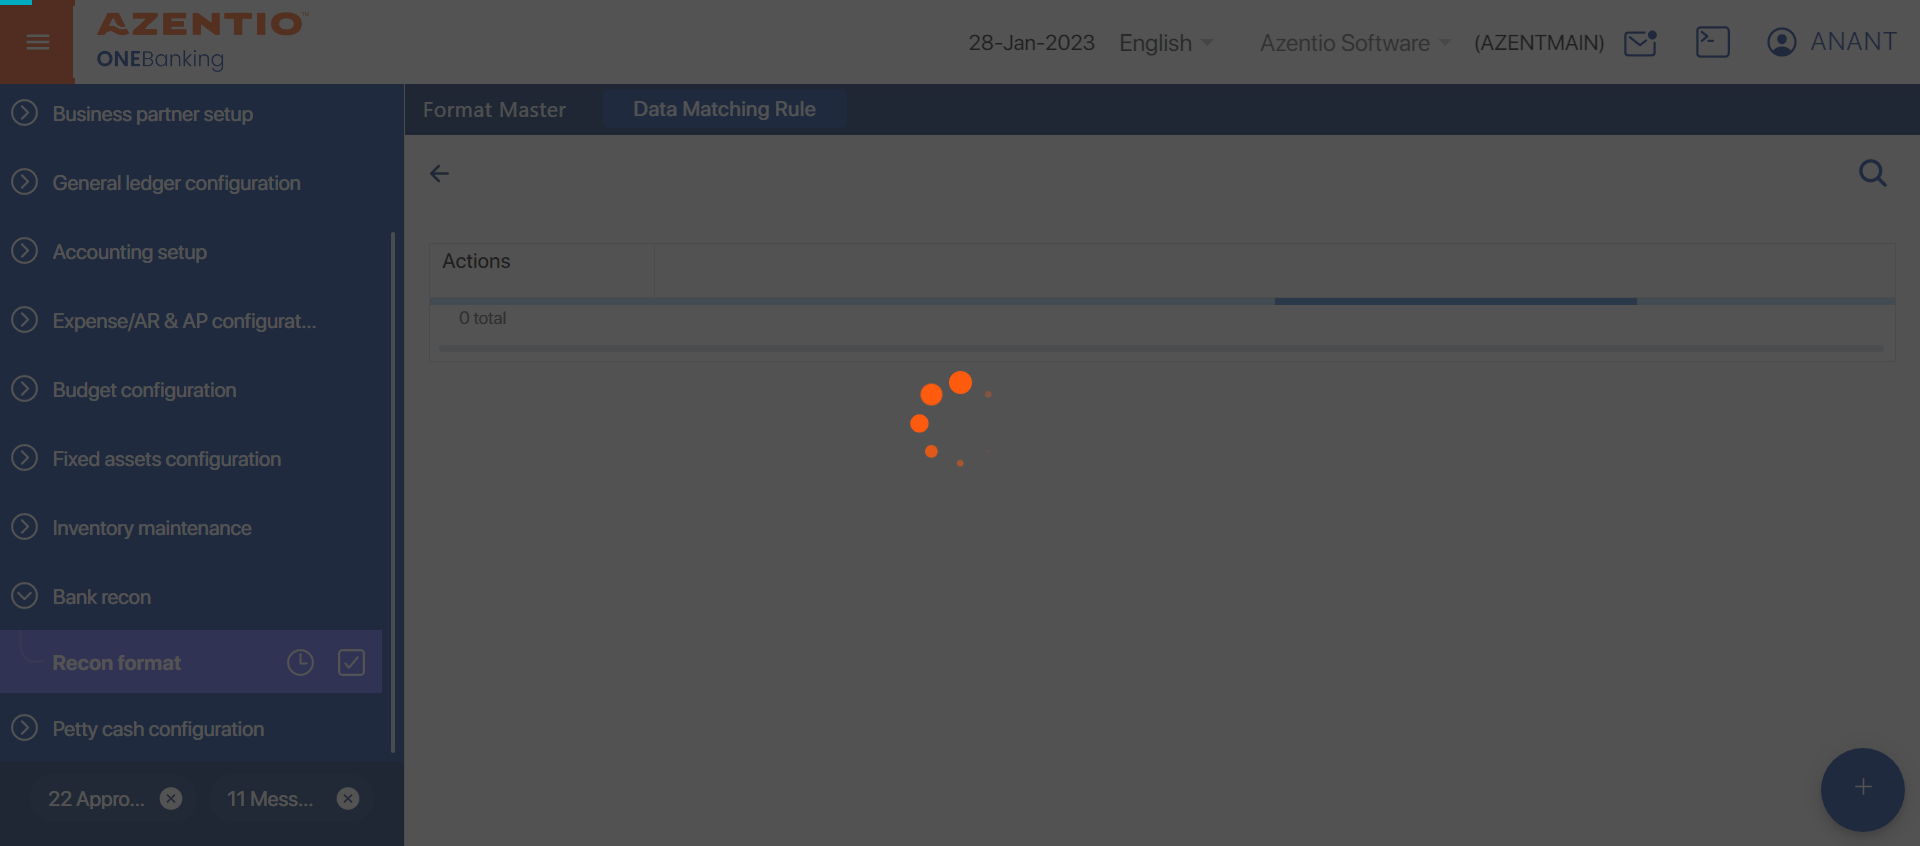 AZENTIO™
ONEBanking
28-Jan-2023 English Azentio Software (AZENTMAIN) ANANT
Business partner setup
General ledger configuration
Accounting setup
Expense/AR & AP configurat...
Budget configuration
Fixed assets configuration
Inventory maintenance
Bank recon
Recon format
Petty cash configuration
22 Appro...
11 Mess...
Format Master
Data Matching Rule
Actions
0 total